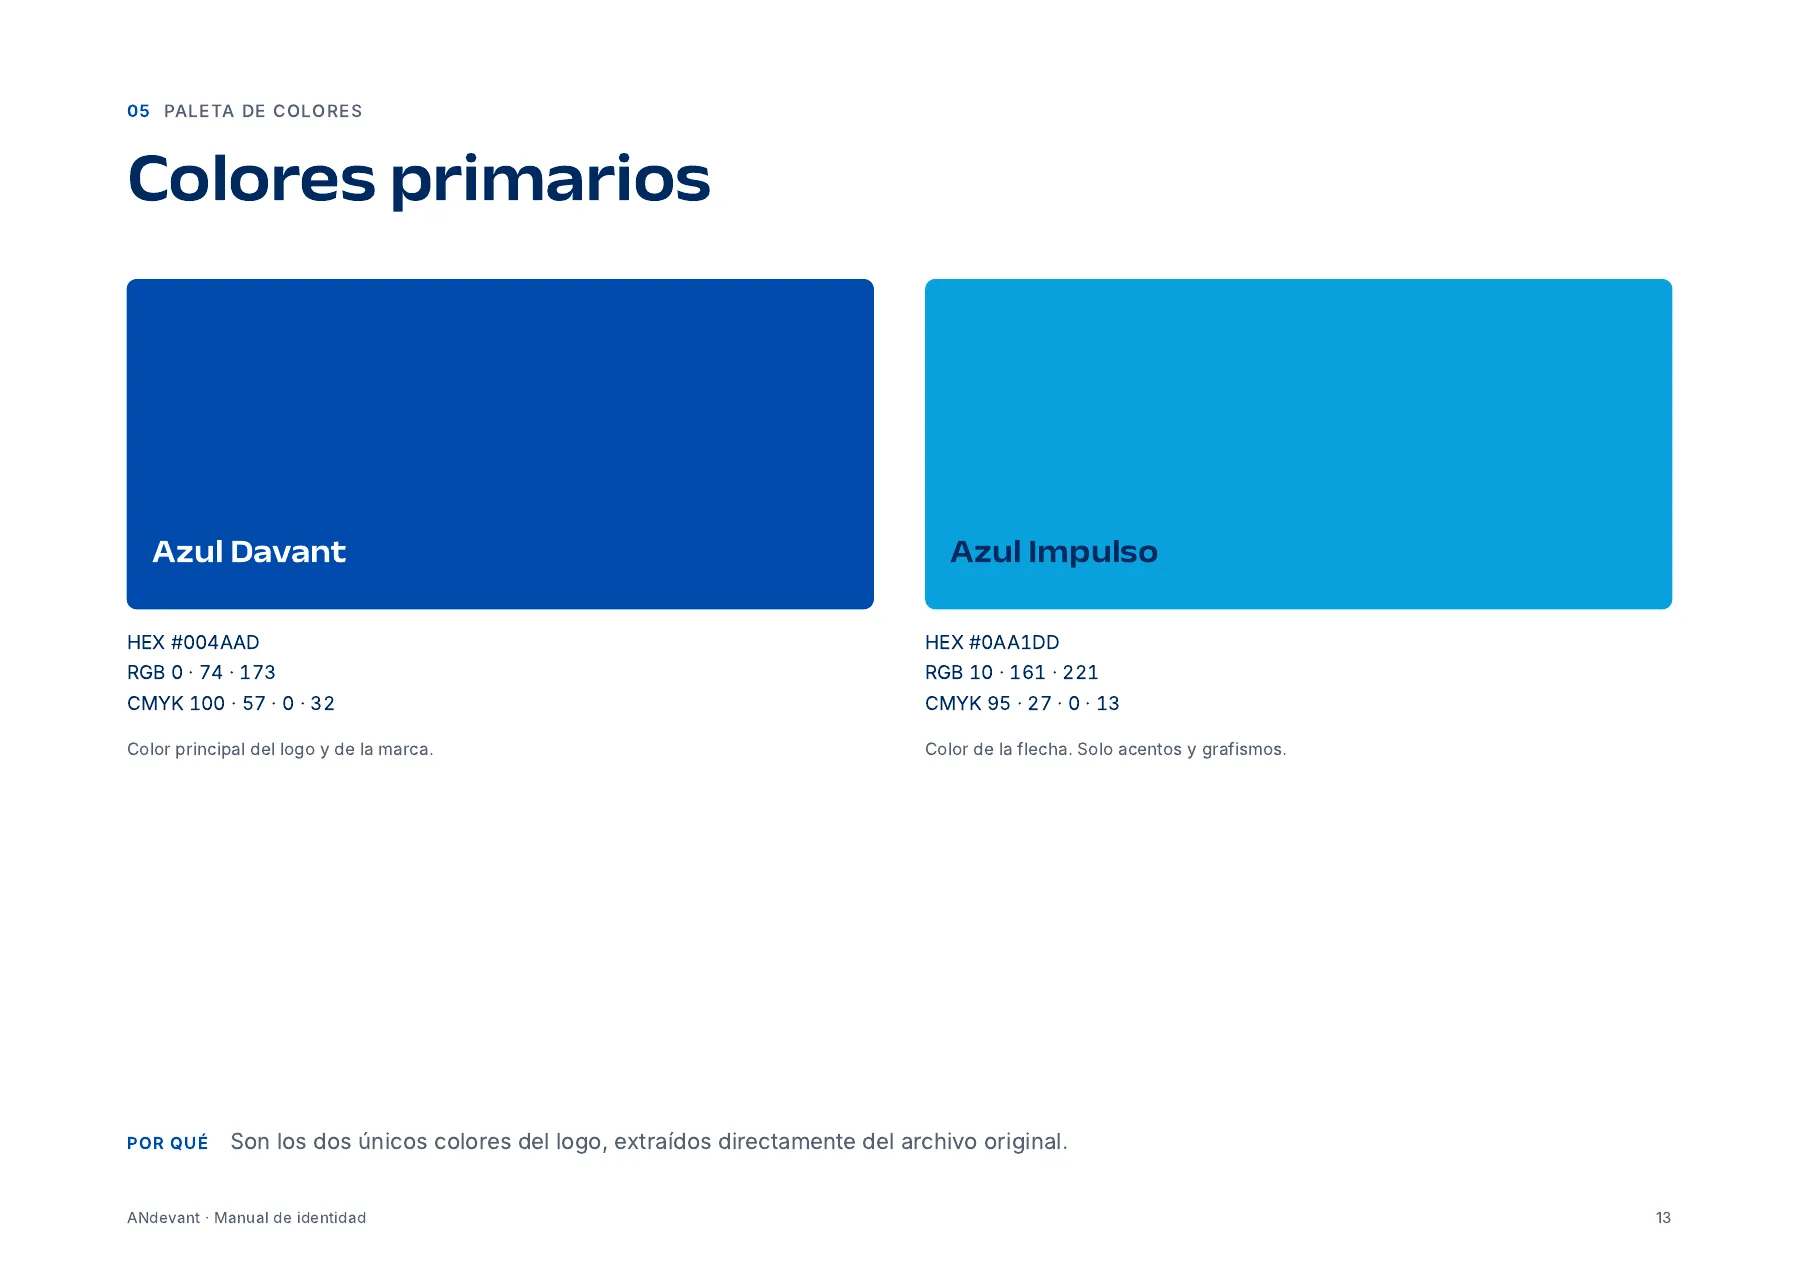 05 PALETA DE COLORES
Colores primarios
Azul Davant
HEX #004AAD
RGB 0 · 74 · 173
CMYK 100 · 57 · 0 · 32
Color principal del logo y de la marca.
Azul Impulso
HEX #0AA1DD
RGB 10 · 161 · 221
CMYK 95 · 27 · 0 · 13
Color de la flecha. Solo acentos y grafismos.
POR QUÉ Son los dos únicos colores del logo, extraídos directamente del archivo original.
ANdevant · Manual de identidad
13